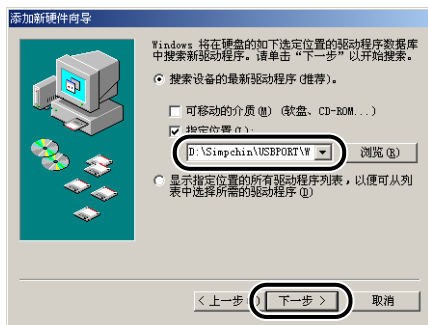 添加新硬件向导
Windows 将在硬盘的如下选定位置的驱动程序数据库
中搜索新驱动程序。请单击“下一步”以开始搜索。
搜索设备的最新驱动程序(推荐)。
可移动的介质(M) (软盘、CD-ROM...)
指定位置(L):
D:\Simpchin\USBPORT\W
浏览(R)
显示指定位置的所有驱动程序列表，以便可从列
表中选择所需的驱动程序(D)
<上一步
下一步 >
取消